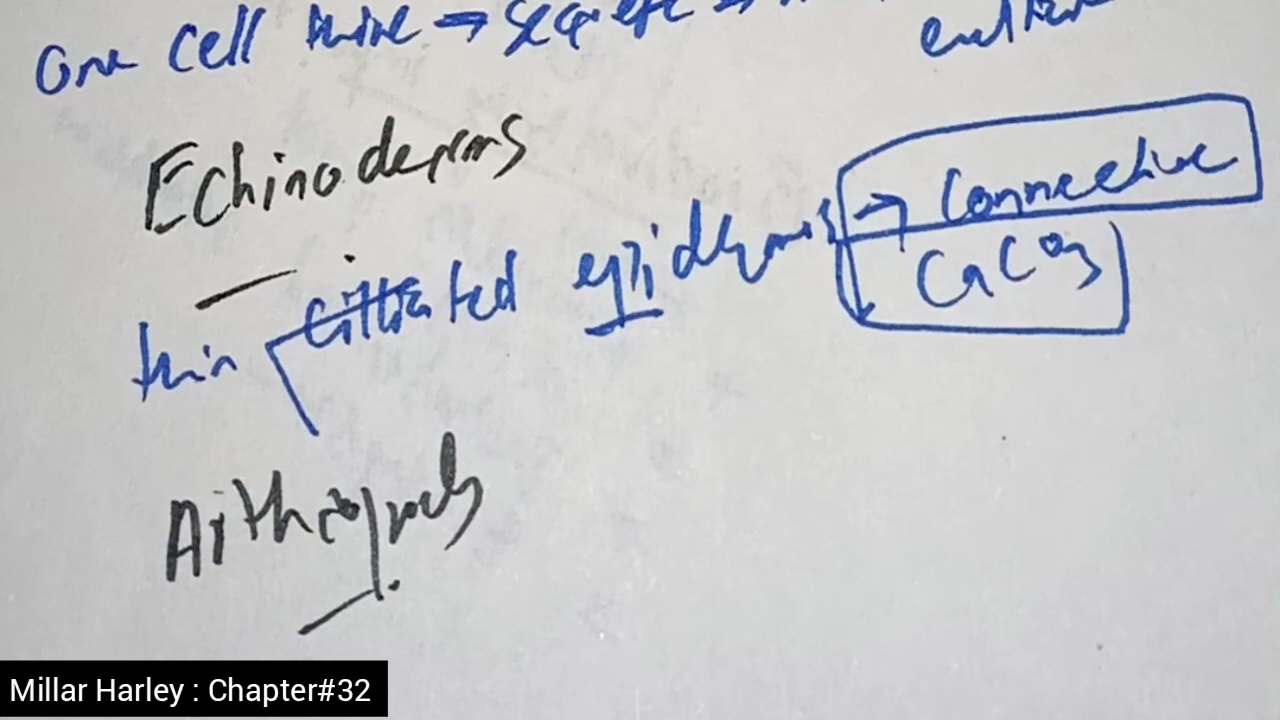 One cell thick → secrete →
Echinoderms
thin ciliated epidermis → Connective
CaCO3
Arthropods
Millar Harley : Chapter#32